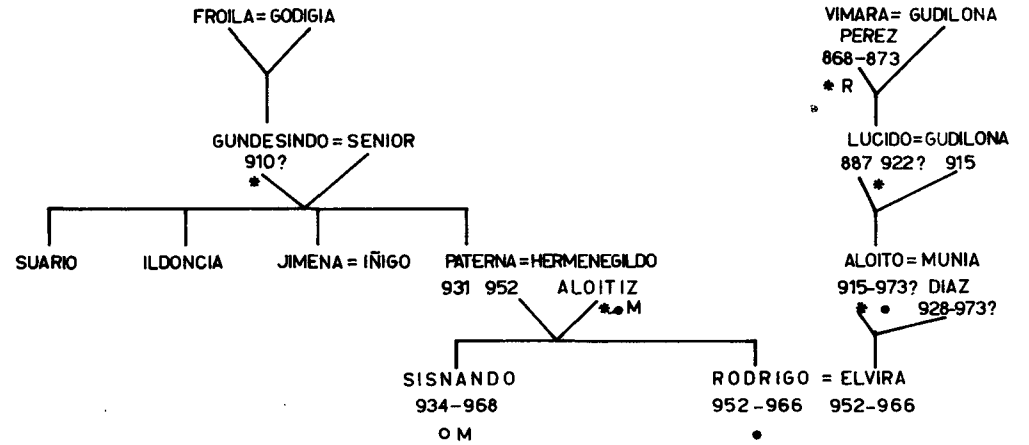 FROILA = GODIGIA
VIMARA = GUDILONA
PEREZ
868-873
* R
GUNDESINDO = SENIOR
910?
*
LUCIDO = GUDILONA
887 922? 915
*
SUARIO ILDONCIA JIMENA = IÑIGO PATERNA = HERMENEGILDO
931 952 ALOITIZ
*●M
ALOITO = MUNIA
915-973? DIAZ
* ● 928-973?
SISNANDO
934-968
○ M
RODRIGO = ELVIRA
952-966 952-966
●